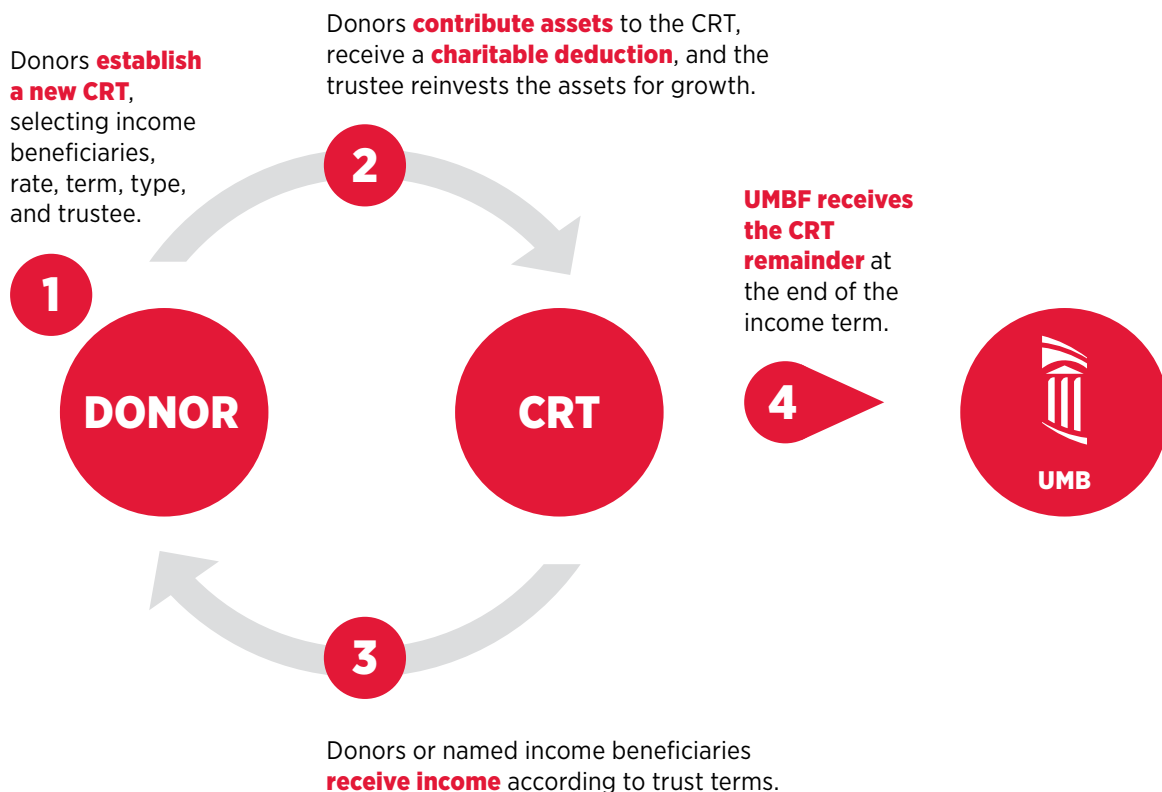 Donors establish
a new CRT,
selecting income
beneficiaries,
rate, term, type,
and trustee.
1
Donors contribute assets to the CRT,
receive a charitable deduction, and the
trustee reinvests the assets for growth.
2
DONOR
CRT
UMBF receives
the CRT
remainder at
the end of the
income term.
4
UMB
3
Donors or named income beneficiaries
receive income according to trust terms.